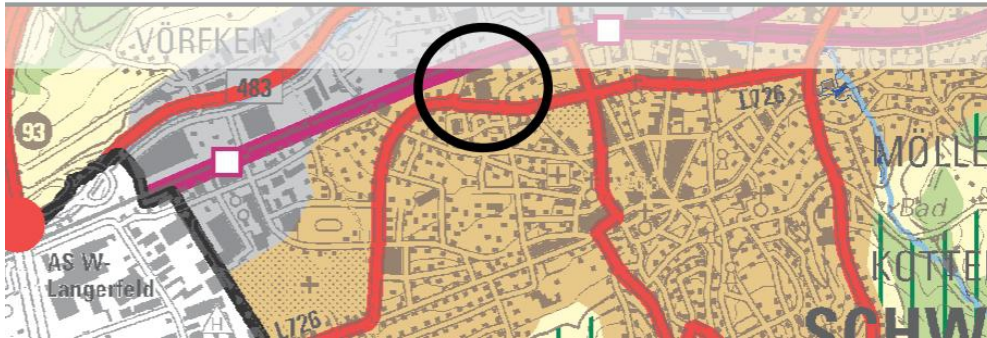 VÖRFKEN
483
93
L726
MÖLLE
Bad
AS W-
Langerfeld
KOTTE
H
L726
SCHW